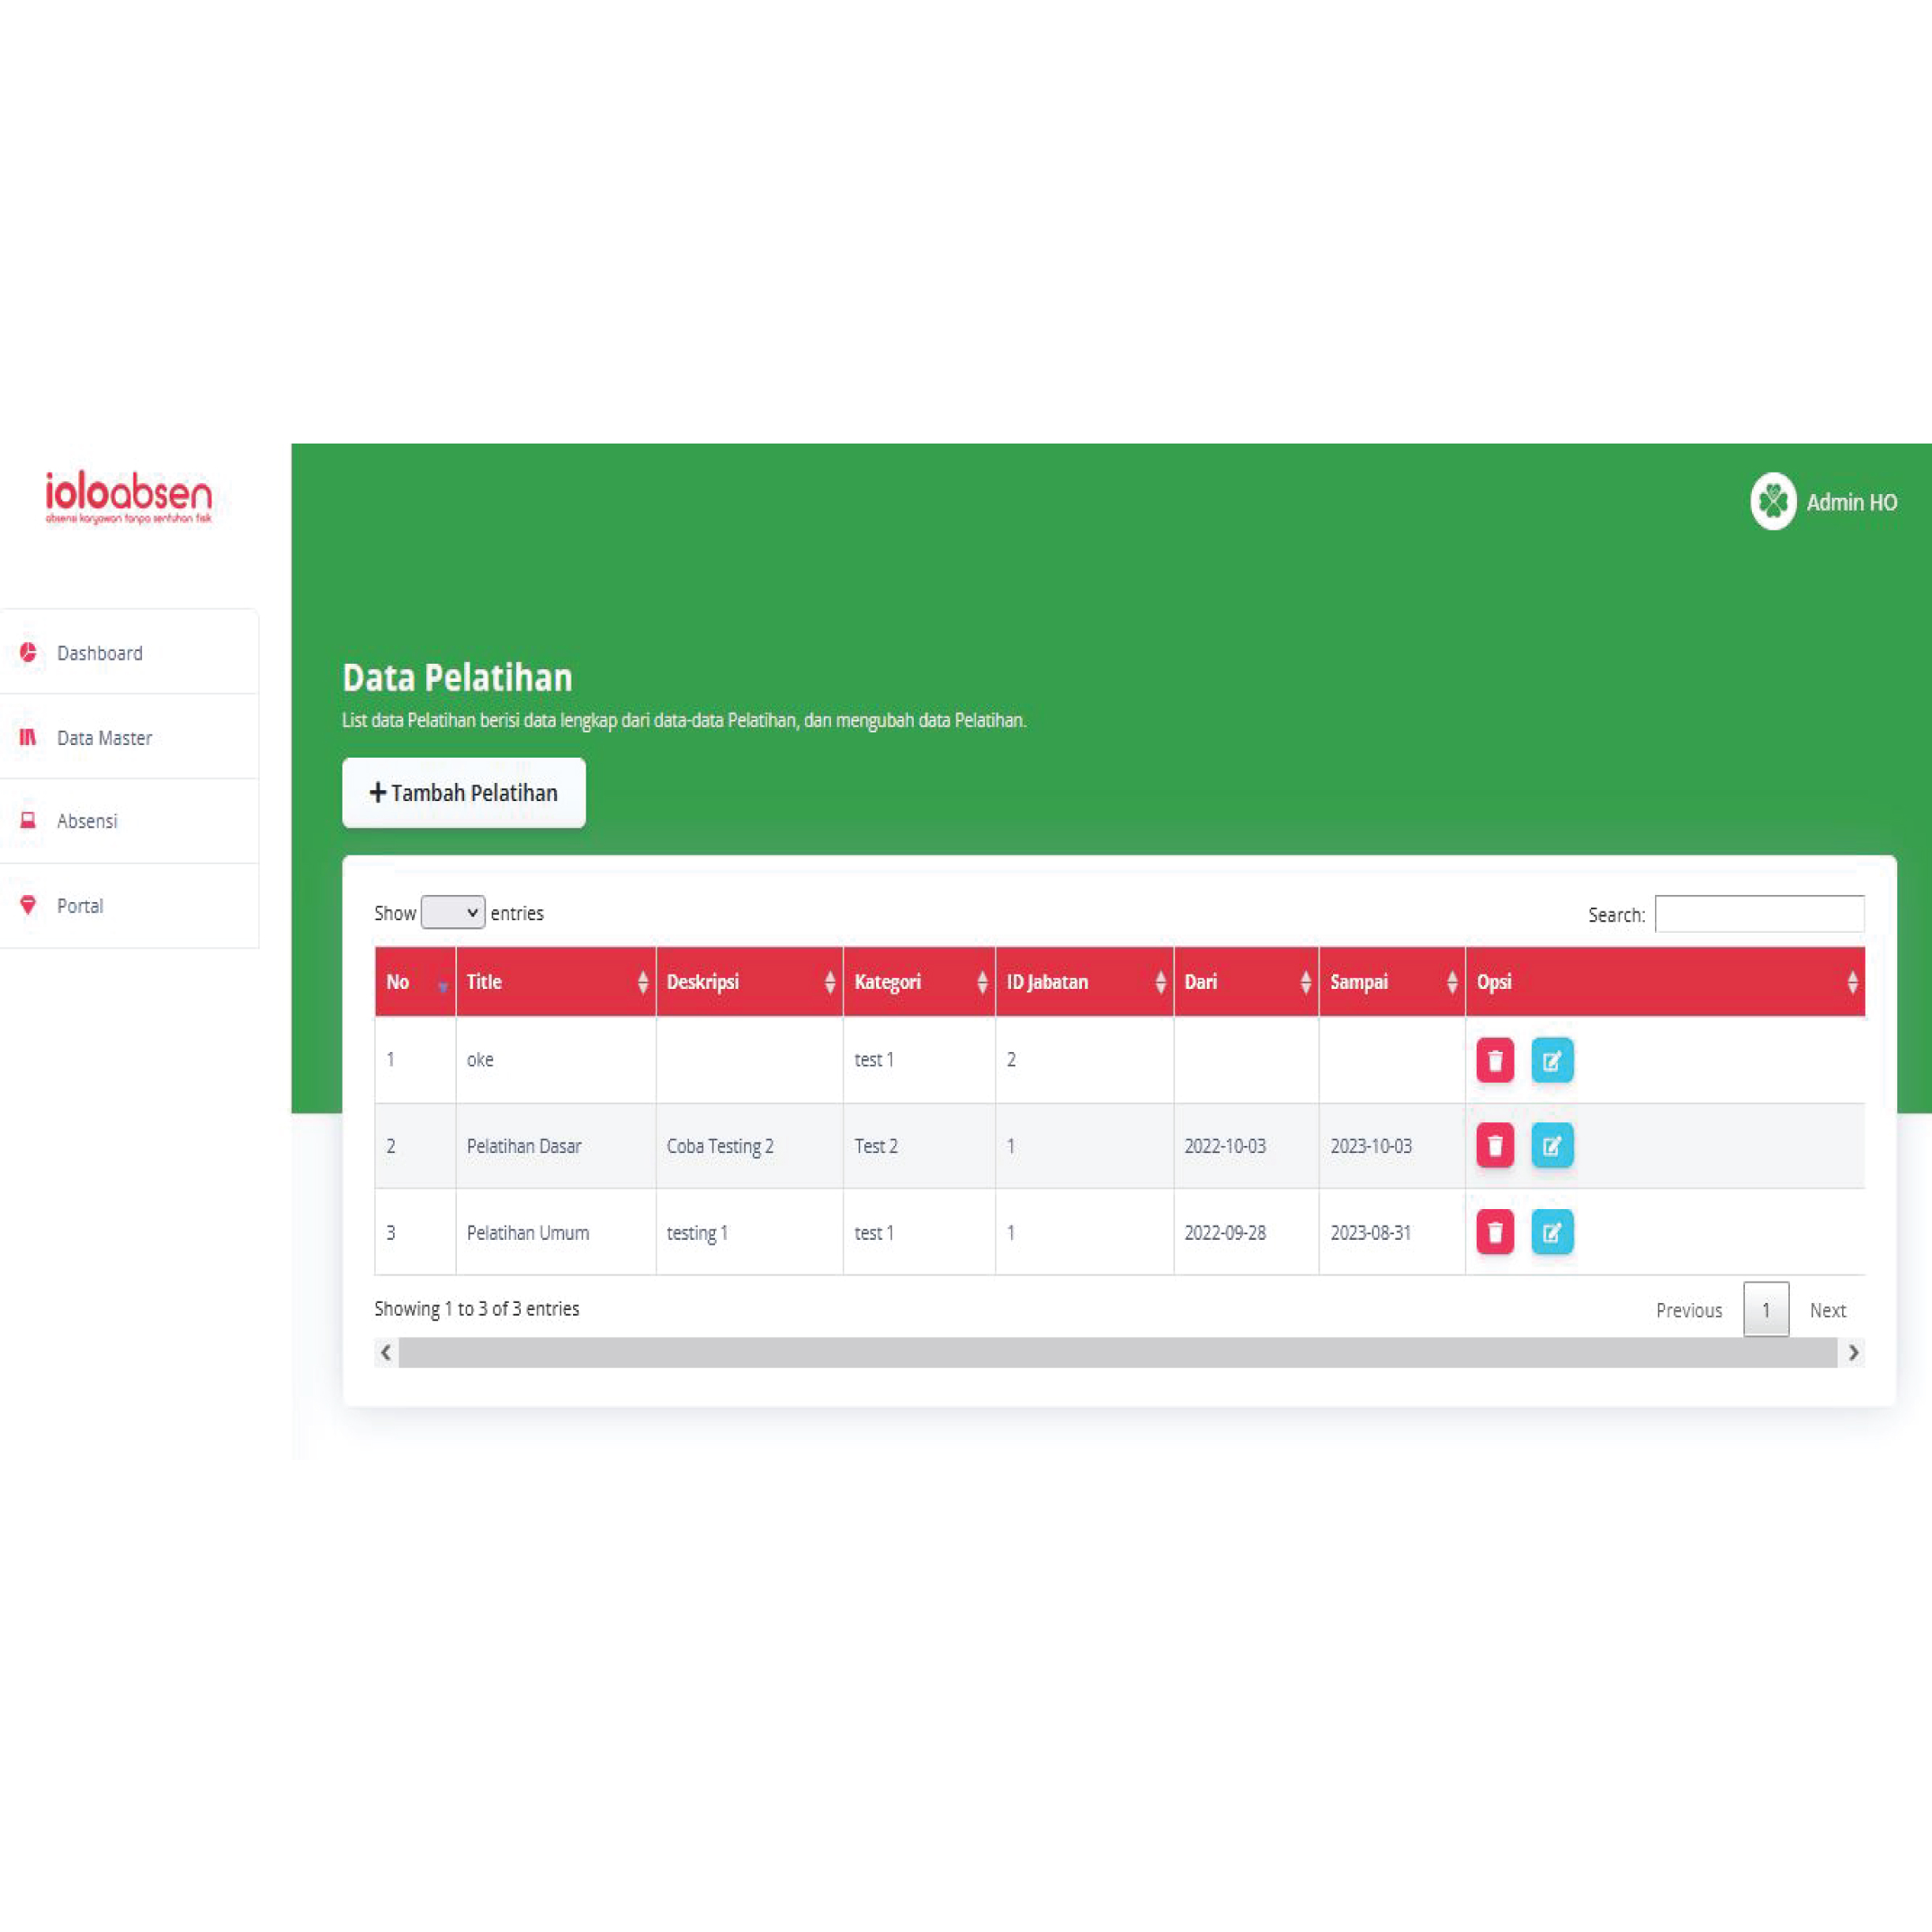 ioloabsen
absensi karyawan tanpa sentuhan fisik
Admin HO
Dashboard
Data Master
Absensi
Portal
Data Pelatihan
List data Pelatihan berisi data lengkap dari data-data Pelatihan, dan mengubah data Pelatihan.
Tambah Pelatihan
Show entries Search:
No Title Deskripsi Kategori ID Jabatan Dari Sampai Opsi
1 oke test 1 2
2 Pelatihan Dasar Coba Testing 2 Test 2 1 2022-10-03 2023-10-03
3 Pelatihan Umum testing 1 test 1 1 2022-09-28 2023-08-31
Showing 1 to 3 of 3 entries Previous 1 Next